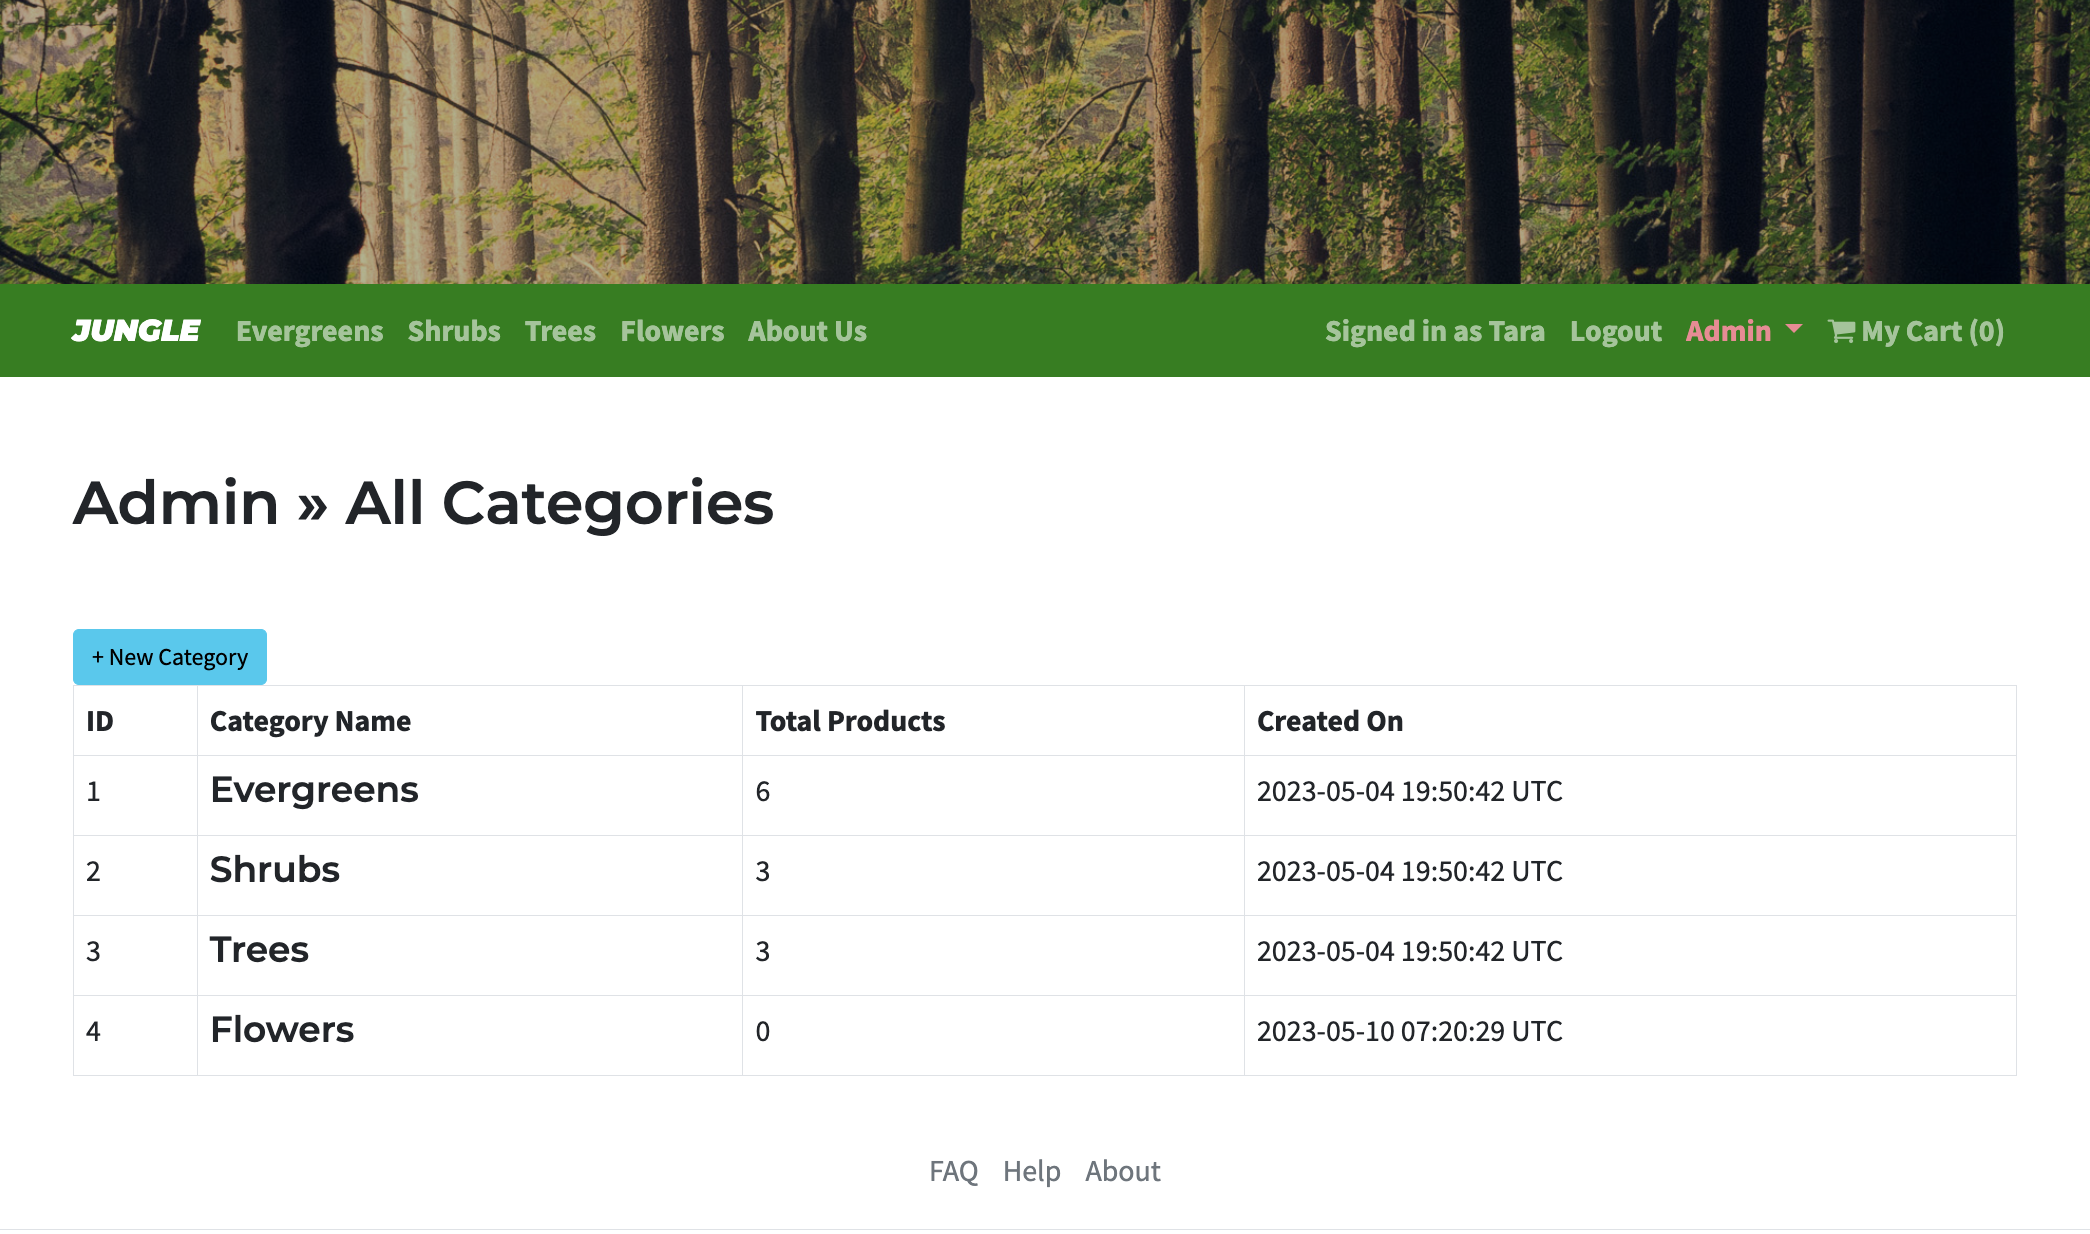 JUNGLE Evergreens Shrubs Trees Flowers About Us Signed in as Tara Logout Admin My Cart (0)
Admin » All Categories
+ New Category
ID Category Name Total Products Created On
1 Evergreens 6 2023-05-04 19:50:42 UTC
2 Shrubs 3 2023-05-04 19:50:42 UTC
3 Trees 3 2023-05-04 19:50:42 UTC
4 Flowers 0 2023-05-10 07:20:29 UTC
FAQ Help About